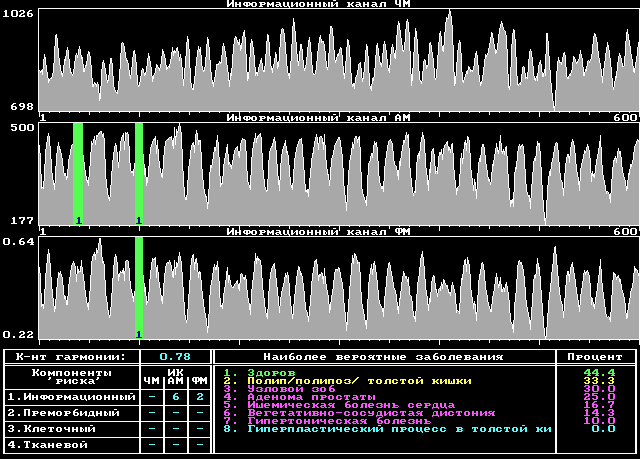 Информационный канал ЧМ
1026
698
1 600
Информационный канал АМ
500
177
1 1
1 600
Информационный канал ФМ
0.64
0.22
1
К-нт гармонии: 0.78
Наиболее вероятные заболевания Процент
Компоненты 'риска' ИК ЧМ АМ ФМ
1.Информационный – 6 2
2.Преморбидный – – –
3.Клеточный – – –
4.Тканевой – – –
1. Здоров 44.4
2. Полип/полипоз/ толстой кишки 33.3
3. Узловой зоб 30.0
4. Аденома простаты 25.0
5. Ишемическая болезнь сердца 16.7
6. Вегетативно-сосудистая дистония 14.3
7. Гипертоническая болезнь 10.0
8. Гиперпластический процесс в толстой ки 0.0